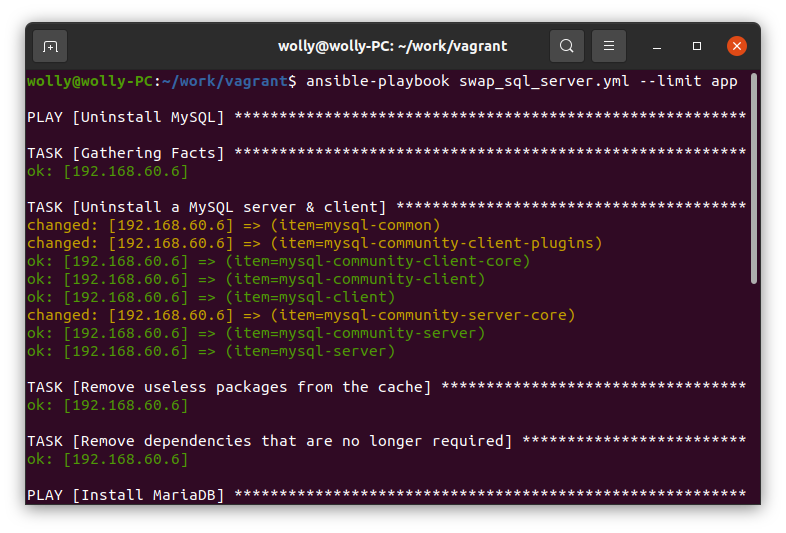 wolly@wolly-PC: ~/work/vagrant
wolly@wolly-PC:~/work/vagrant$ ansible-playbook swap_sql_server.yml --limit app
PLAY [Uninstall MySQL] *********************************************************
TASK [Gathering Facts] *********************************************************
ok: [192.168.60.6]
TASK [Uninstall a MySQL server & client] ***************************************
changed: [192.168.60.6] => (item=mysql-common)
changed: [192.168.60.6] => (item=mysql-community-client-plugins)
ok: [192.168.60.6] => (item=mysql-community-client-core)
ok: [192.168.60.6] => (item=mysql-community-client)
ok: [192.168.60.6] => (item=mysql-client)
changed: [192.168.60.6] => (item=mysql-community-server-core)
ok: [192.168.60.6] => (item=mysql-community-server)
ok: [192.168.60.6] => (item=mysql-server)
TASK [Remove useless packages from the cache] **********************************
ok: [192.168.60.6]
TASK [Remove dependencies that are no longer required] *************************
ok: [192.168.60.6]
PLAY [Install MariaDB] *********************************************************